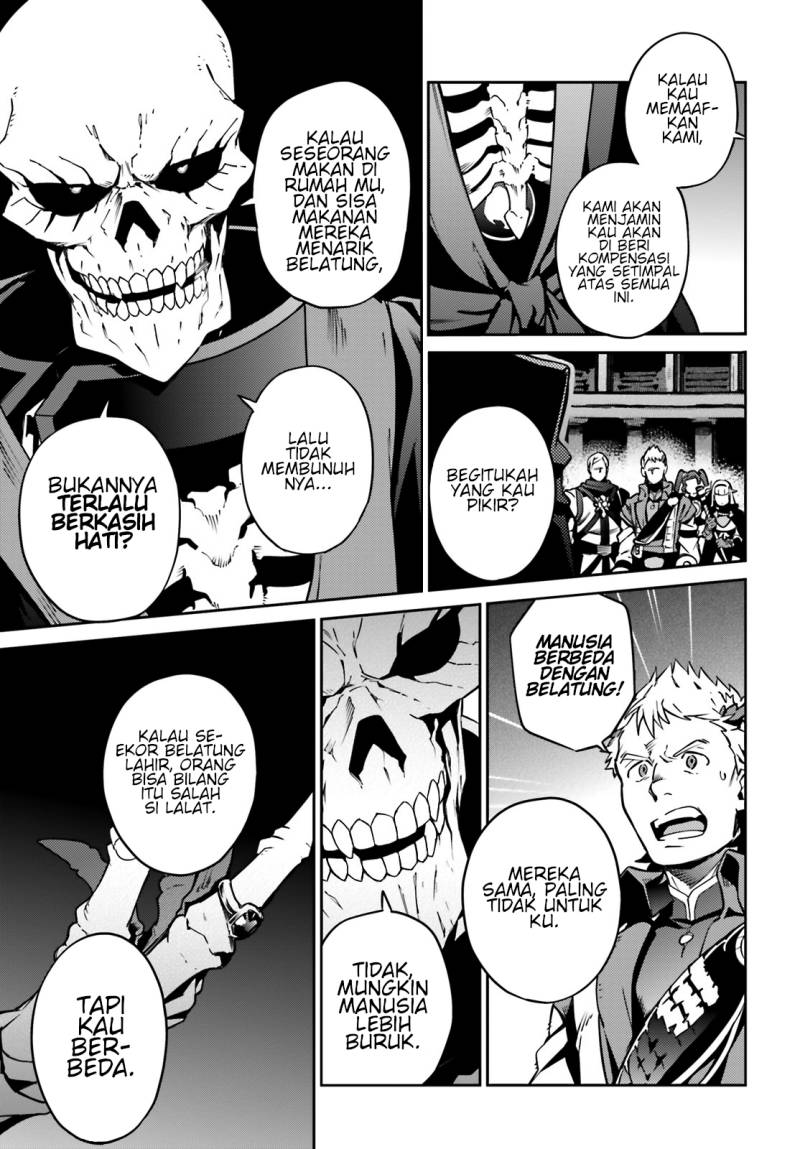 KALAU
KAU
MEMAAF-
KAN
KAMI,
KAMI AKAN
MENJAMIN
KAU AKAN
DI BERI
KOMPENSASI
YANG SETIMPAL
ATAS SEMUA
INI.
BEGITUKAH
YANG KAU
PIKIR?
KALAU
SESEORANG
MAKAN DI
RUMAH MU,
DAN SISA
MAKANAN
MEREKA
MENARIK
BELATUNG,
LALU
TIDAK
MEMBUNUH
NYA...
BUKANNYA
TERLALU
BERKASIH
HATI?
MANUSIA
BERBEDA
DENGAN
BELATUNG!
MEREKA
SAMA, PALING
TIDAK UNTUK
KU.
TIDAK,
MUNGKIN
MANUSIA
LEBIH
BURUK.
KALAU SE-
EKOR BELATUNG
LAHIR, ORANG
BISA BILANG
ITU SALAH
SI LALAT.
TAPI
KAU
BER-
BEDA.